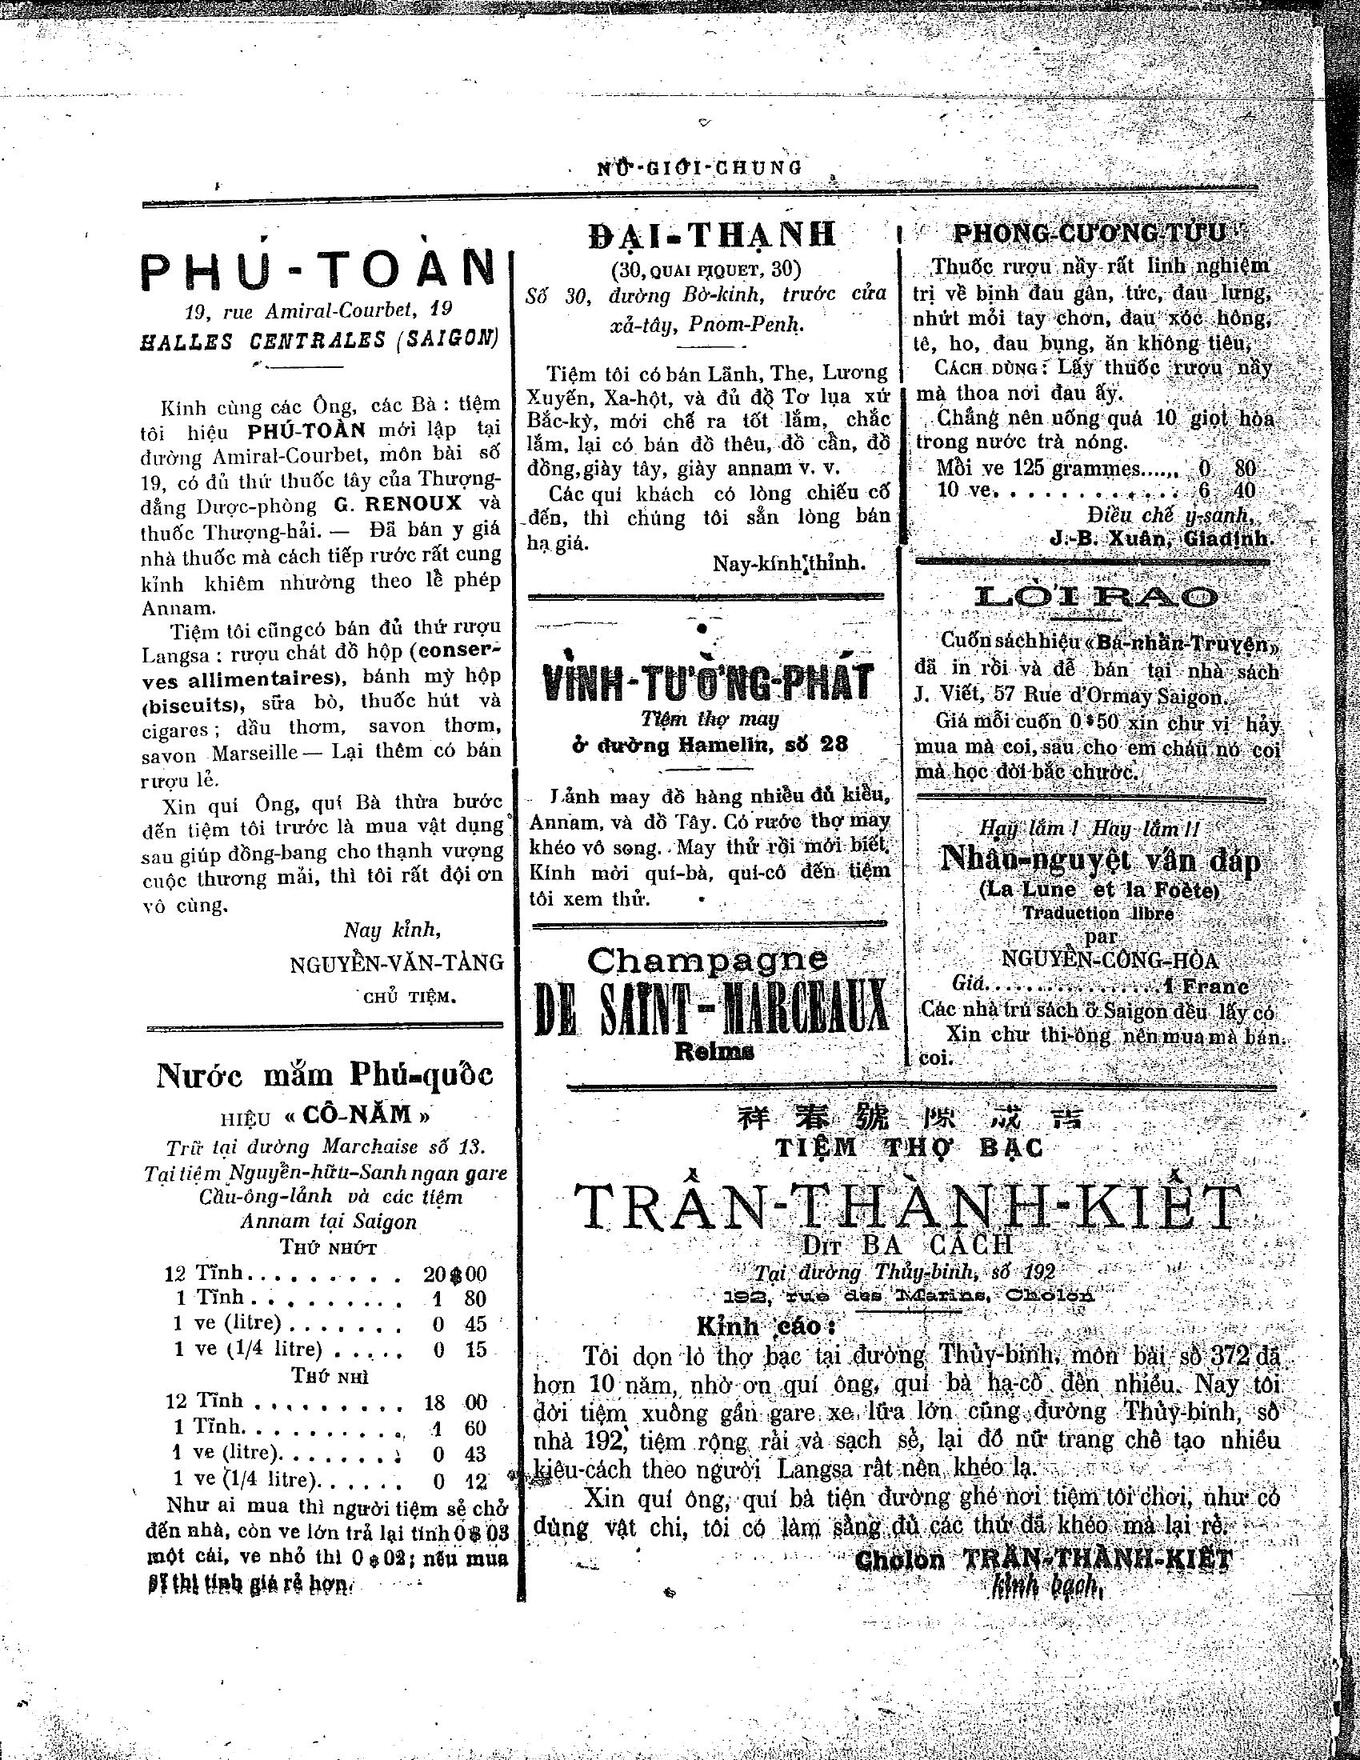 NỮ-GIỚI-CHUNG
PHÚ-TOÀN
19, rue Amiral-Courbet, 19
HALLES CENTRALES (SAIGON)
Kính cùng các Ông, các Bà : tiệm
tôi hiệu PHÚ-TOÀN mới lập tại
đường Amiral-Courbet, môn bài số
19, có đủ thứ thuốc tây của Thượng-
đẳng Dược-phòng G. RENOUX và
thuốc Thượng-hải. — Đã bán y giá
nhà thuốc mà cách tiếp rước rất cung
kỉnh khiêm nhường theo lễ phép
Annam.
Tiệm tôi cũngcó bán đủ thứ rượu
Langsa : rượu chát đồ hộp (conser-
ves allimentaires), bánh mỳ hộp
(biscuits), sữa bò, thuốc hút và
cigares ; dầu thơm, savon thơm,
savon Marseille — Lại thêm có bán
rượu lẻ.
Xin quí Ông, quí Bà thừa bước
đến tiệm tôi trước là mua vật dụng
sau giúp đồng-bang cho thạnh vượng
cuộc thương mải, thì tôi rất đội ơn
vô cùng.
Nay kỉnh,
NGUYỄN-VĂN-TẢNG
CHỦ TIỆM.
Nước mắm Phú-quốc
HIỆU « CÔ-NĂM »
Trữ tại đường Marchaise số 13.
Tại tiệm Nguyễn-hữu-Sanh ngan gare
Cầu-ông-lảnh và các tiệm
Annam tại Saigon
THỨ NHỨT
12 Tĩnh.......... 20$00
1 Tĩnh.......... 1 80
1 ve (litre)....... 0 45
1 ve (1/4 litre)..... 0 15
THỨ NHÌ
12 Tĩnh.......... 18 00
1 Tĩnh.......... 1 60
1 ve (litre)........ 0 43
1 ve (1/4 litre)..... 0 12
Như ai mua thì người tiệm sẻ chở
đến nhà, còn ve lớn trả lại tính 0$03
một cái, ve nhỏ thì 0$02; nếu mua
sỉ thì tính giá rẻ hơn.
ĐẠI-THẠNH
(30, QUAI PIQUET, 30)
Số 30, đường Bờ-kinh, trước cửa
xả-tây, Pnom-Penh.
Tiệm tôi có bán Lãnh, The, Lương
Xuyến, Xa-hột, và đủ đồ Tơ lụa xứ
Bắc-kỳ, mới chế ra tốt lắm, chắc
lắm, lại có bán đồ thêu, đồ cẩn, đồ
đồng, giày tây, giày annam v. v.
Các quí khách có lòng chiếu cố
đến, thì chúng tôi sẵn lòng bán
hạ giá.
Nay-kính thỉnh.
VỈNH-TƯỜNG-PHÁT
Tiệm thợ may
ở đường Hamelin, số 28
Lảnh may đồ hàng nhiều đủ kiểu,
Annam, và đồ Tây. Có rước thợ may
khéo vô song. May thử rồi mới biết,
Kính mời quí-bà, quí-cô đến tiệm
tôi xem thử.
Champagne
DE SAINT-MARCEAUX
Reims
PHONG-CƯƠNG-TỬU
Thuốc rượu nầy rất linh nghiệm
trị về bịnh đau gân, tức, đau lưng,
nhứt mỏi tay chơn, đau xóc hông,
tê, ho, đau bụng, ăn không tiêu,
CÁCH DÙNG : Lấy thuốc rượu nầy
mà thoa nơi đau ấy.
Chẳng nên uống quá 10 giọt hòa
trong nước trà nóng.
Mỗi ve 125 grammes...... 0 80
10 ve............. 6 40
Điều chế y-sanh,
J.-B. Xuân, Giadinh.
LỜI RAO
Cuốn sách hiệu «Bá-nhẫn-Truyện»
đã in rồi và để bán tại nhà sách
J. Viết, 57 Rue d'Ormay Saigon.
Giá mỗi cuốn 0$50 xin chư vị hảy
mua mà coi, sau cho em cháu nó coi
mà học đời bắc chước.
Hay lắm ! Hay lắm !!
Nhân-nguyệt vấn đáp
(La Lune et la Foète)
Traduction libre
par
NGUYỄN-CÔNG-HÒA
Giá.................1 Franc
Các nhà trử sách ở Saigon đều lấy có
Xin chư thi-ông nên mua mà bán.
coi.
祥春號陳成吉
TIỆM THỢ BẠC
TRẦN-THÀNH-KIẾT
DIT BA CÁCH
Tại đường Thủy-binh, số 192
192, rue des Marins, Cholon
Kỉnh cáo :
Tôi dọn lò thợ bạc tại đường Thủy-binh, môn bài số 372 đã
hơn 10 năm, nhờ ơn quí ông, quí bà hạ-cố đến nhiều. Nay tôi
dời tiệm xuống gần gare xe lửa lớn cũng đường Thủy-binh, số
nhà 192, tiệm rộng rải và sạch sẻ, lại đồ nữ trang chế tạo nhiều
kiệu-cách theo người Langsa rất nên khéo lạ.
Xin quí ông, quí bà tiện đường ghé nơi tiệm tôi chơi, như có
dùng vật chi, tôi có làm sẳng đủ các thứ đã khéo mà lại rẻ.
Cholon TRẦN-THÀNH-KIẾT
kỉnh bạch,